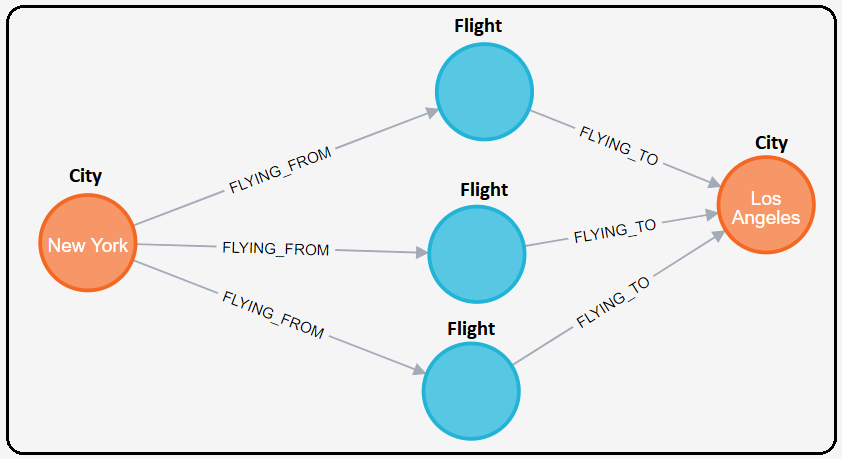 Flight
FLYING_FROM
FLYING_TO
City
City
New York
Flight
FLYING_FROM
FLYING_TO
Los
Angeles
FLYING_FROM
Flight
FLYING_TO